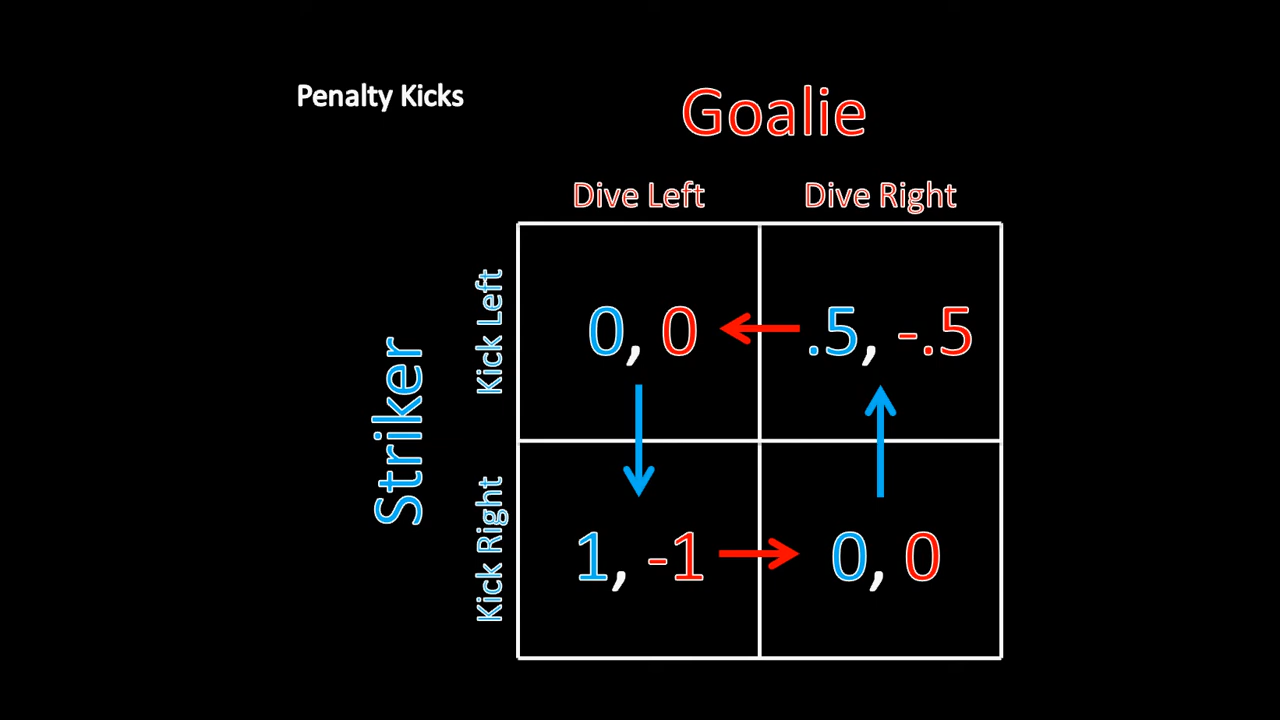 Penalty Kicks
Goalie
Dive Left Dive Right
Striker
Kick Left
0, 0 .5, -.5
Kick Right
1, -1 0, 0